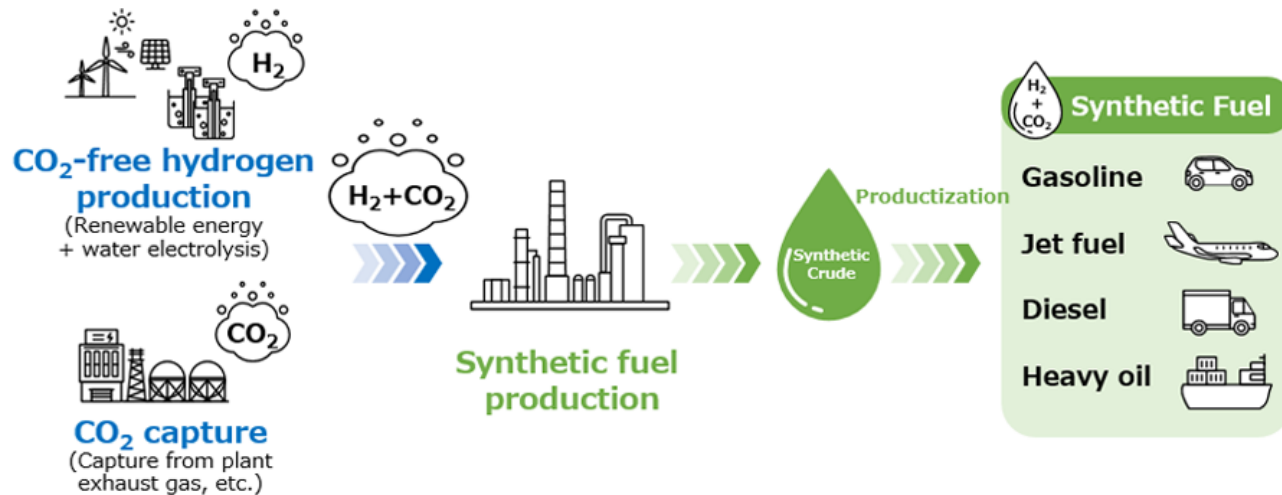 H₂
CO₂-free hydrogen
production
(Renewable energy
+ water electrolysis)
CO₂
CO₂ capture
(Capture from plant
exhaust gas, etc.)
H₂+CO₂
Synthetic fuel
production
Synthetic
Crude
Productization
H₂
+
CO₂
Synthetic Fuel
Gasoline
Jet fuel
Diesel
Heavy oil